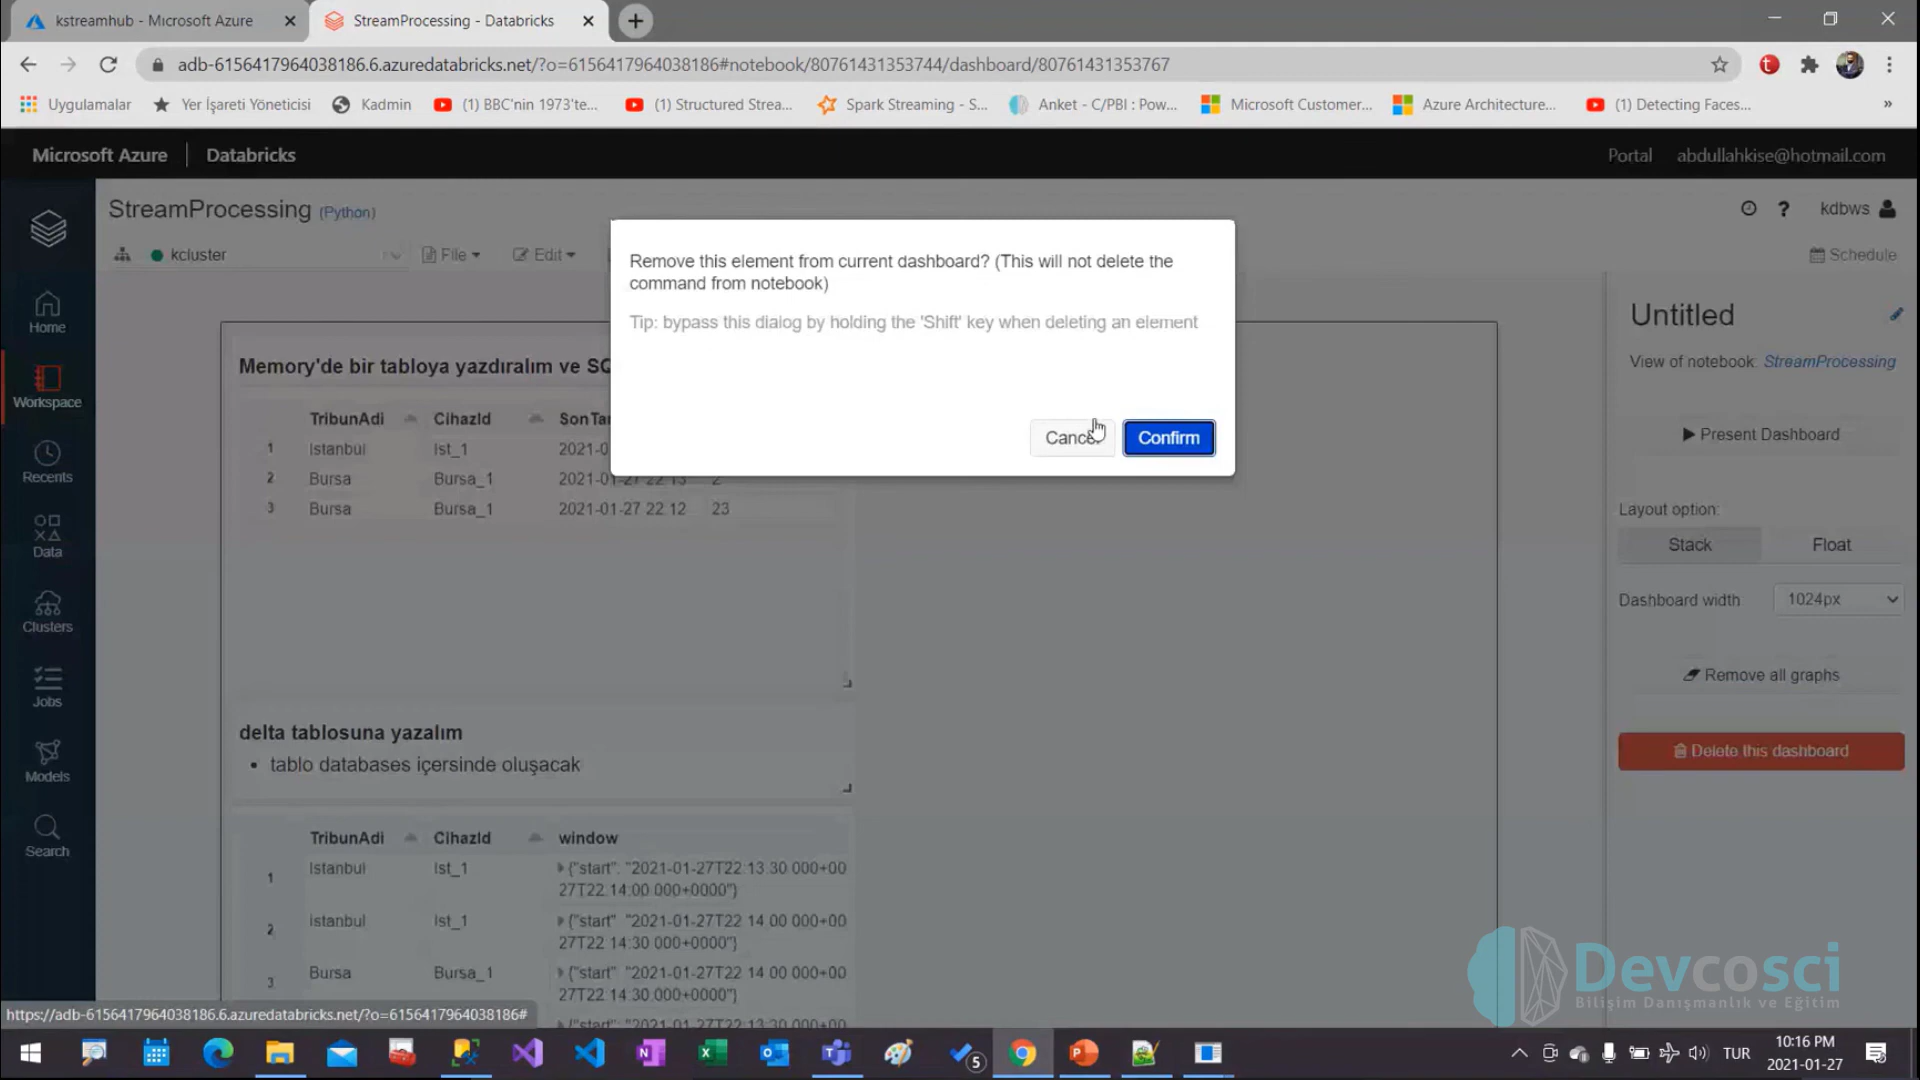 kstreamhub - Microsoft Azure
StreamProcessing - Databricks
adb-6156417964038186.6.azuredatabricks.net/?o=6156417964038186#notebook/80761431353744/dashboard/80761431353767
Uygulamalar
Yer İşareti Yöneticisi
Kadmin
(1) BBC'nin 1973'te...
(1) Structured Strea...
Spark Streaming - S...
Anket - C/PBI : Pow...
Microsoft Customer...
Azure Architecture...
(1) Detecting Faces...
Microsoft Azure
Databricks
Portal
abdullahkise@hotmail.com
StreamProcessing (Python)
kdbws
kcluster
File
Edit
Schedule
Home
Workspace
Recents
Data
Clusters
Jobs
Models
Search
Remove this element from current dashboard? (This will not delete the
command from notebook)
Tip: bypass this dialog by holding the 'Shift' key when deleting an element
Cancel
Confirm
Memory'de bir tabloya yazdıralım ve SQ
TribunAdi CihazId SonTar
1 Istanbul Ist_1 2021-0
2 Bursa Bursa_1 2021-01-27 22:13 2
3 Bursa Bursa_1 2021-01-27 22:12 23
delta tablosuna yazalım
• tablo databases içersinde oluşacak
TribunAdi CihazId window
1 Istanbul Ist_1 {"start": "2021-01-27T22:13:30.000+00
27T22:14:00.000+0000"}
2 Istanbul Ist_1 {"start": "2021-01-27T22:14:00.000+00
27T22:14:30.000+0000"}
3 Bursa Bursa_1 {"start": "2021-01-27T22:14:00.000+00
27T22:14:30.000+0000"}
Untitled
View of notebook: StreamProcessing
Present Dashboard
Layout option:
Stack
Float
Dashboard width
1024px
Remove all graphs
Delete this dashboard
Devcosci
Bilişim Danışmanlık ve Eğitim
https://adb-6156417964038186.6.azuredatabricks.net/?o=6156417964038186#
5
TUR
10:16 PM
2021-01-27